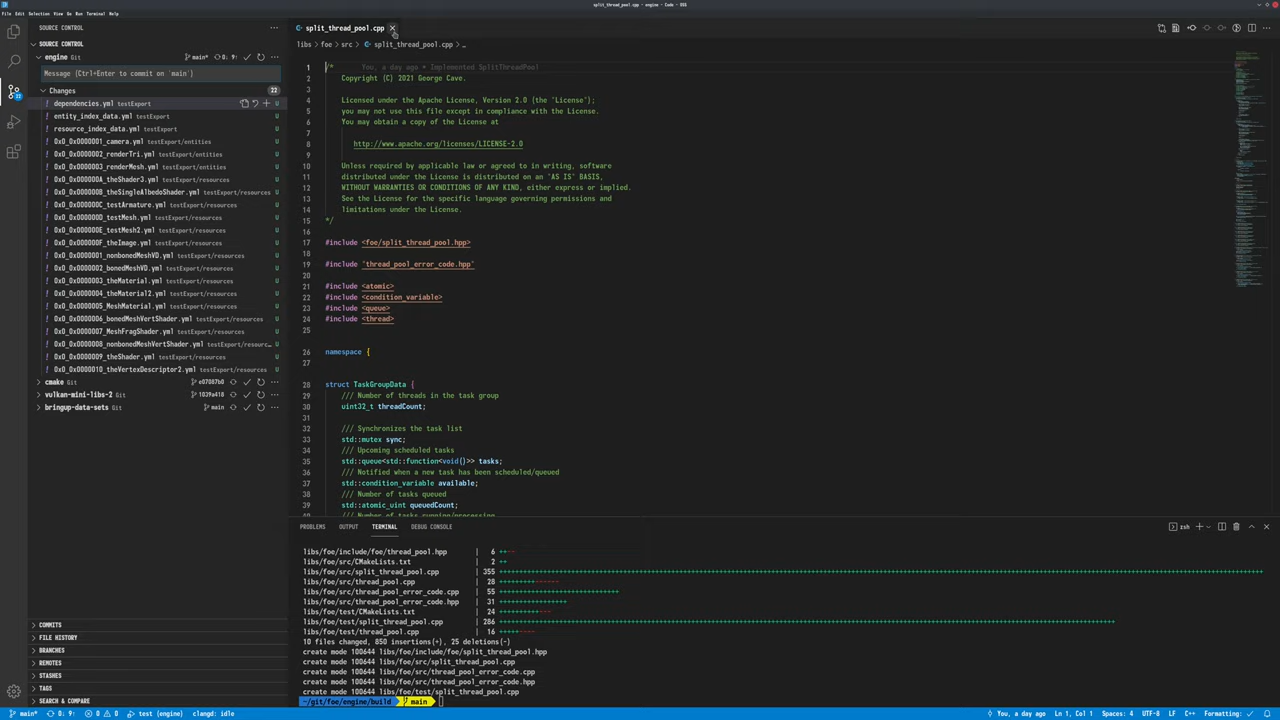 split_thread_pool.cpp - engine - Code - OSS
File Edit Selection View Go Run Terminal Help
SOURCE CONTROL
SOURCE CONTROL
engine Git main*
Message (Ctrl+Enter to commit on 'main')
Changes 22
dependencies.yml testExport U
entity_index_data.yml testExport U
resource_index_data.yml testExport U
0x0_0x0000001_camera.yml testExport/entities U
0x0_0x0000002_renderTri.yml testExport/entities U
0x0_0x0000003_renderMesh.yml testExport/entities U
0x0_0x000000A_theShader3.yml testExport/resources U
0x0_0x000000B_theSingleAlbedoShader.yml testExport/resources U
0x0_0x000000C_testArmature.yml testExport/resources U
0x0_0x000000D_testMesh.yml testExport/resources U
0x0_0x000000E_testMesh2.yml testExport/resources U
0x0_0x000000F_theImage.yml testExport/resources U
0x0_0x0000001_nonbonedMeshVD.yml testExport/resources U
0x0_0x0000002_bonedMeshVD.yml testExport/resources U
0x0_0x0000003_theMaterial.yml testExport/resources U
0x0_0x0000004_theMaterial2.yml testExport/resources U
0x0_0x0000005_MeshMaterial.yml testExport/resources U
0x0_0x0000006_bonedMeshVertShader.yml testExport/resources U
0x0_0x0000007_MeshFragShader.yml testExport/resources U
0x0_0x0000008_nonbonedMeshVertShader.yml testExport/resourc... U
0x0_0x0000009_theShader.yml testExport/resources U
0x0_0x0000010_theVertexDescriptor2.yml testExport/resources U
cmake Git e07087b0
vulkan-mini-libs-2 Git 1039a418
bringup-data-sets Git main
COMMITS
FILE HISTORY
BRANCHES
REMOTES
STASHES
TAGS
SEARCH & COMPARE
split_thread_pool.cpp
libs > foe > src > split_thread_pool.cpp > …
1 /* You, a day ago • Implemented SplitThreadPool
2 Copyright (C) 2021 George Cave.
3
4 Licensed under the Apache License, Version 2.0 (the "License");
5 you may not use this file except in compliance with the License.
6 You may obtain a copy of the License at
7
8 http://www.apache.org/licenses/LICENSE-2.0
9
10 Unless required by applicable law or agreed to in writing, software
11 distributed under the License is distributed on an "AS IS" BASIS,
12 WITHOUT WARRANTIES OR CONDITIONS OF ANY KIND, either express or implied.
13 See the License for the specific language governing permissions and
14 limitations under the License.
15 */
16
17 #include <foe/split_thread_pool.hpp>
18
19 #include "thread_pool_error_code.hpp"
20
21 #include <atomic>
22 #include <condition_variable>
23 #include <queue>
24 #include <thread>
25
26 namespace {
27
28 struct TaskGroupData {
29 /// Number of threads in the task group
30 uint32_t threadCount;
31
32 /// Synchronizes the task list
33 std::mutex sync;
34 /// Upcoming scheduled tasks
35 std::queue<std::function<void()>> tasks;
36 /// Notified when a new task has been scheduled/queued
37 std::condition_variable available;
38 /// Number of tasks queued
39 std::atomic_uint queuedCount;
40 /// Number of tasks running/processing
PROBLEMS OUTPUT TERMINAL DEBUG CONSOLE
zsh
libs/foe/include/foe/thread_pool.hpp | 6 ++--
libs/foe/src/CMakeLists.txt | 2 ++
libs/foe/src/split_thread_pool.cpp | 355
libs/foe/src/thread_pool.cpp | 28
libs/foe/src/thread_pool_error_code.cpp | 55
libs/foe/src/thread_pool_error_code.hpp | 31
libs/foe/test/CMakeLists.txt | 24
libs/foe/test/split_thread_pool.cpp | 286
libs/foe/test/thread_pool.cpp | 16
10 files changed, 850 insertions(+), 25 deletions(-)
create mode 100644 libs/foe/include/foe/split_thread_pool.hpp
create mode 100644 libs/foe/src/split_thread_pool.cpp
create mode 100644 libs/foe/src/thread_pool_error_code.cpp
create mode 100644 libs/foe/test/split_thread_pool.cpp
~/git/foe/engine/build main
main* 0 0 test (engine) clangd: idle
You, a day ago Ln 1, Col 1 Spaces: 4 UTF-8 LF C++ Formatting: ✓